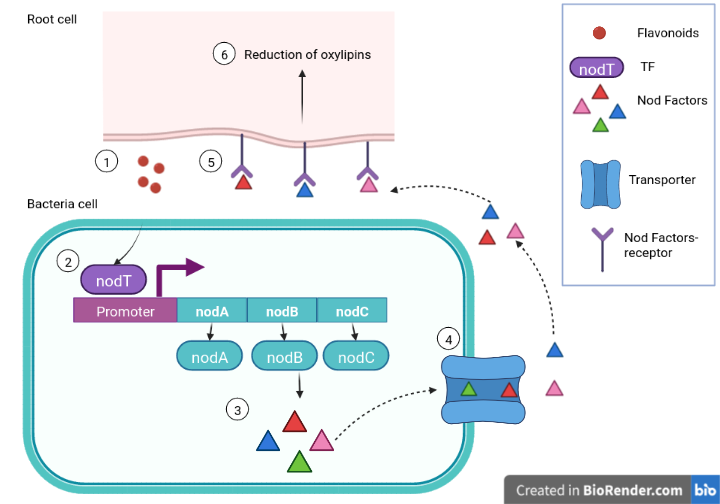 Root cell
6 Reduction of oxylipins
1
5
Bacteria cell
2
nodT
Promoter nodA nodB nodC
nodA nodB nodC
3
4
Flavonoids
nodT TF
Nod Factors
Transporter
Nod Factors-
receptor
Created in BioRender.com bio